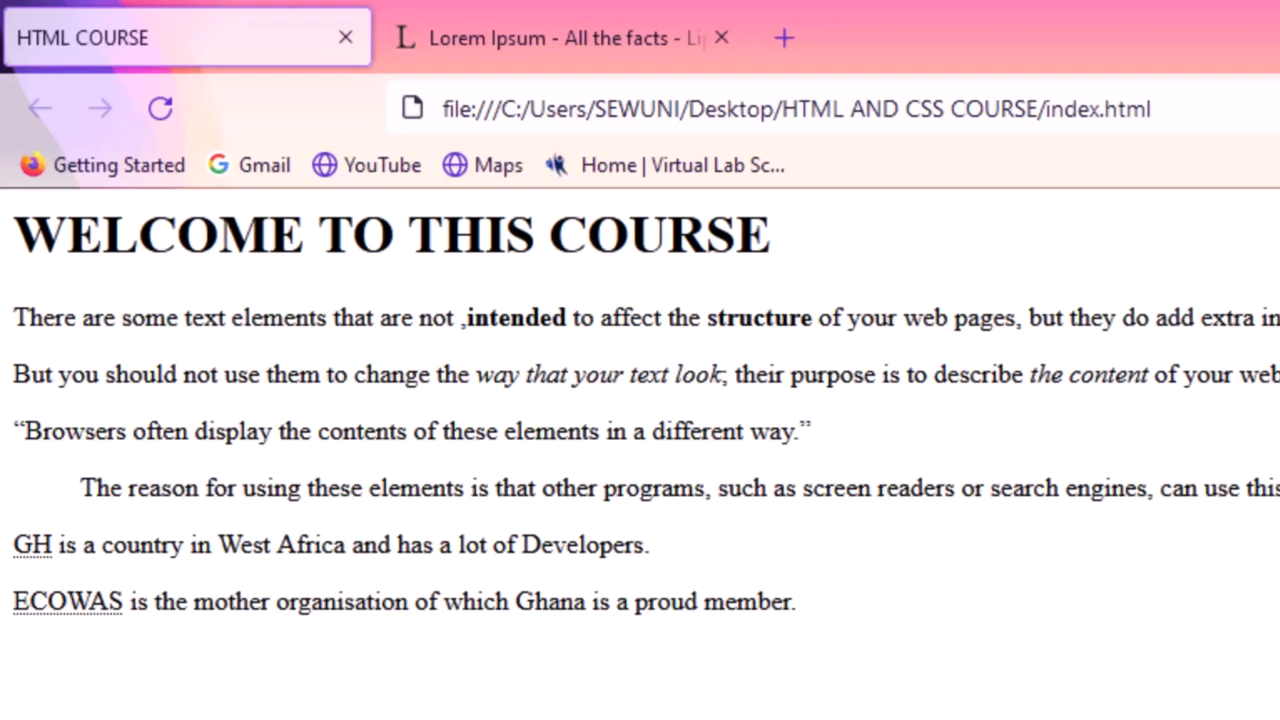 HTML COURSE
Lorem Ipsum - All the facts - Li
file:///C:/Users/SEWUNI/Desktop/HTML AND CSS COURSE/index.html
Getting Started Gmail YouTube Maps Home | Virtual Lab Sc...
WELCOME TO THIS COURSE
There are some text elements that are not ,intended to affect the structure of your web pages, but they do add extra in
But you should not use them to change the way that your text look; their purpose is to describe the content of your web
“Browsers often display the contents of these elements in a different way.”
The reason for using these elements is that other programs, such as screen readers or search engines, can use this
GH is a country in West Africa and has a lot of Developers.
ECOWAS is the mother organisation of which Ghana is a proud member.